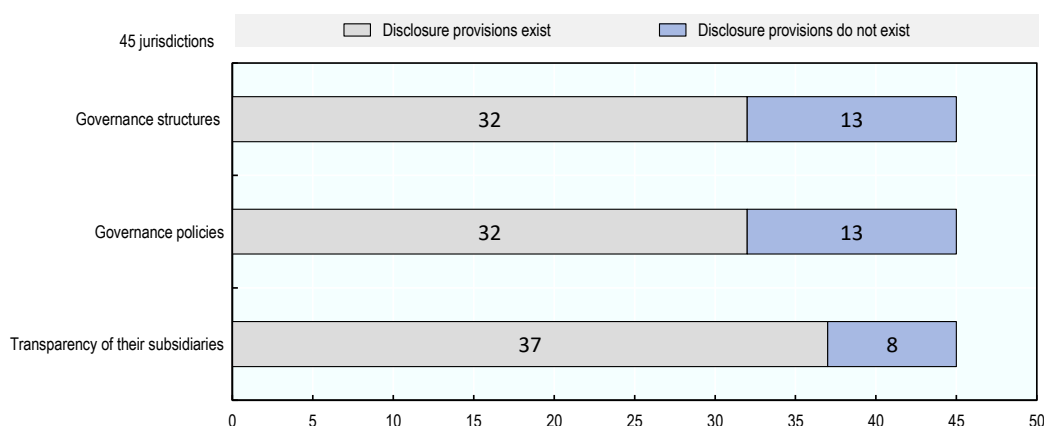 45 jurisdictions
Disclosure provisions exist
Disclosure provisions do not exist
Governance structures
32
13
Governance policies
32
13
Transparency of their subsidiaries
37
8
0 5 10 15 20 25 30 35 40 45 50